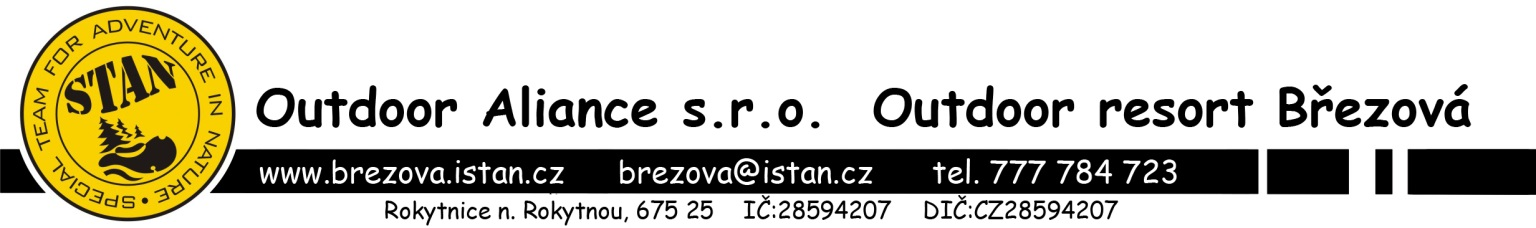 SPECIAL TEAM FOR ADVENTURE IN NATURE •
STAN
Outdoor Aliance s.r.o. Outdoor resort Březová
www.brezova.istan.cz brezova@istan.cz tel. 777 784 723
Rokytnice n. Rokytnou, 675 25 IČ:28594207 DIČ:CZ28594207